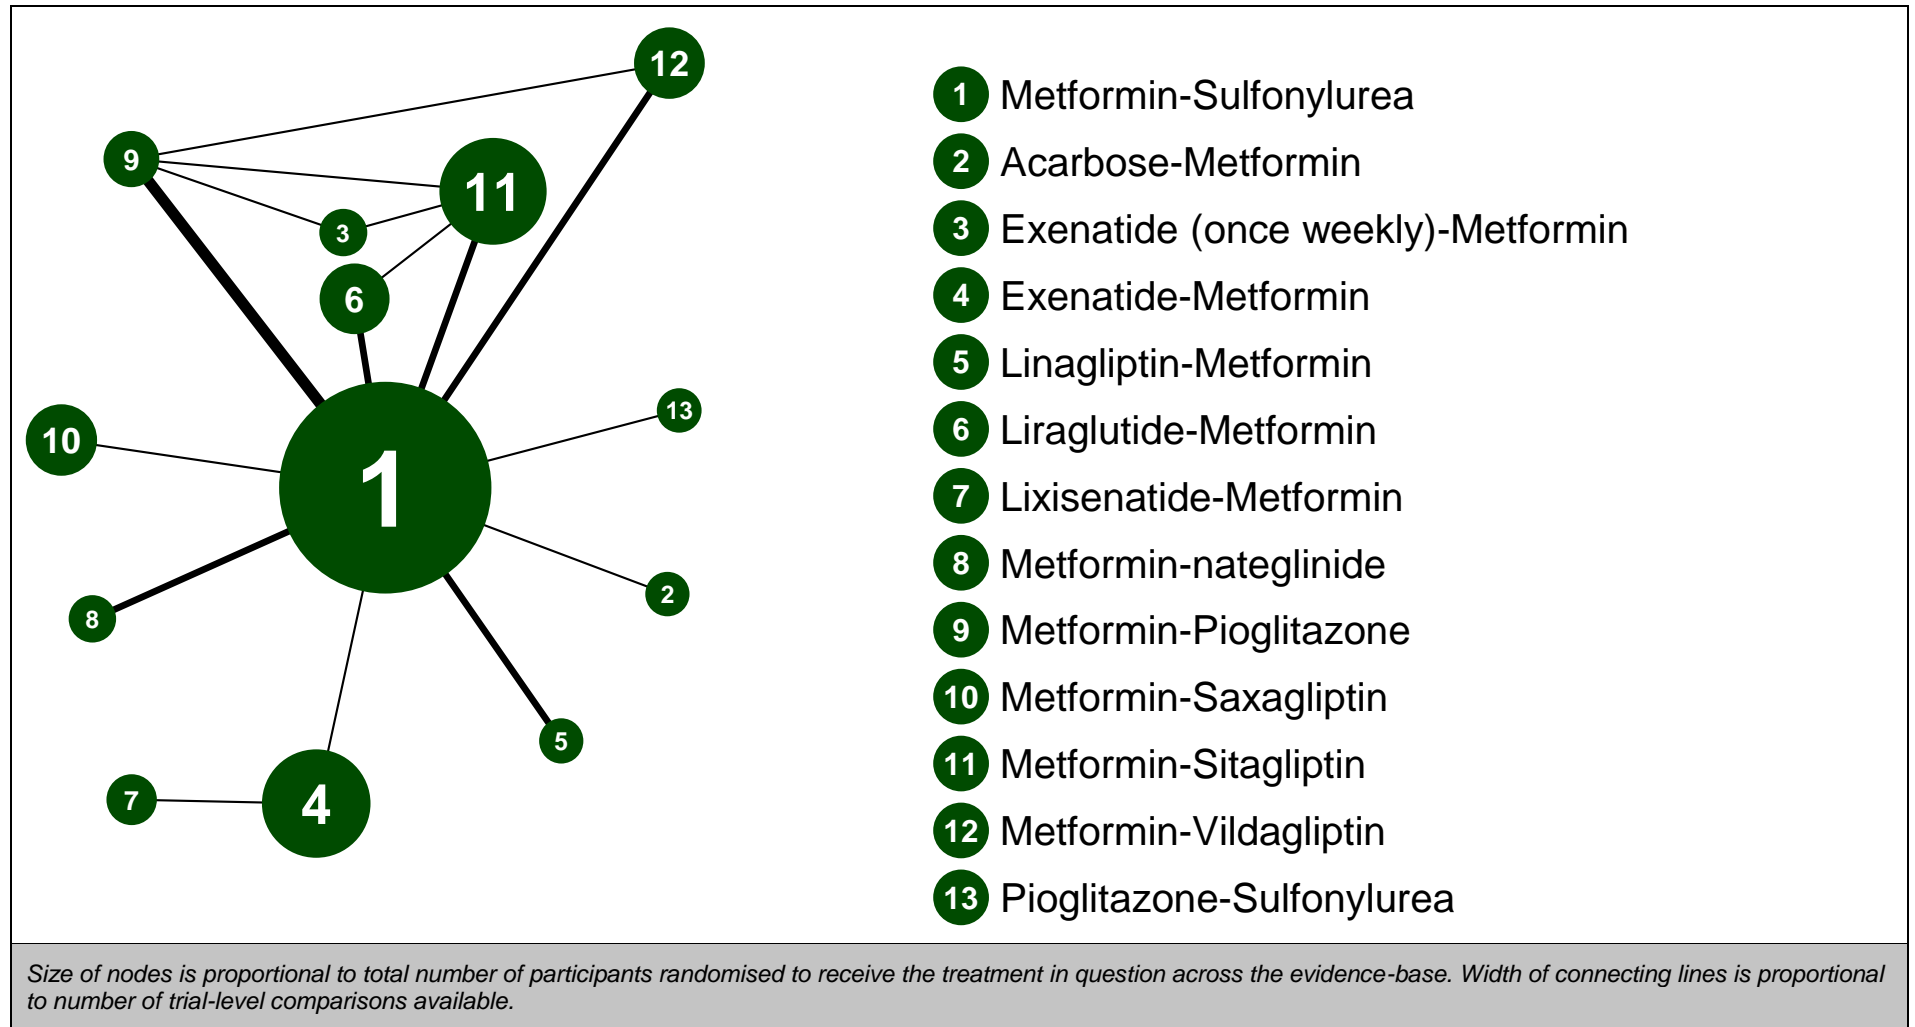 12
9
11
3
6
13
10
1
2
8
5
7
4
1 Metformin-Sulfonylurea
2 Acarbose-Metformin
3 Exenatide (once weekly)-Metformin
4 Exenatide-Metformin
5 Linagliptin-Metformin
6 Liraglutide-Metformin
7 Lixisenatide-Metformin
8 Metformin-nateglinide
9 Metformin-Pioglitazone
10 Metformin-Saxagliptin
11 Metformin-Sitagliptin
12 Metformin-Vildagliptin
13 Pioglitazone-Sulfonylurea
Size of nodes is proportional to total number of participants randomised to receive the treatment in question across the evidence-base. Width of connecting lines is proportional
to number of trial-level comparisons available.